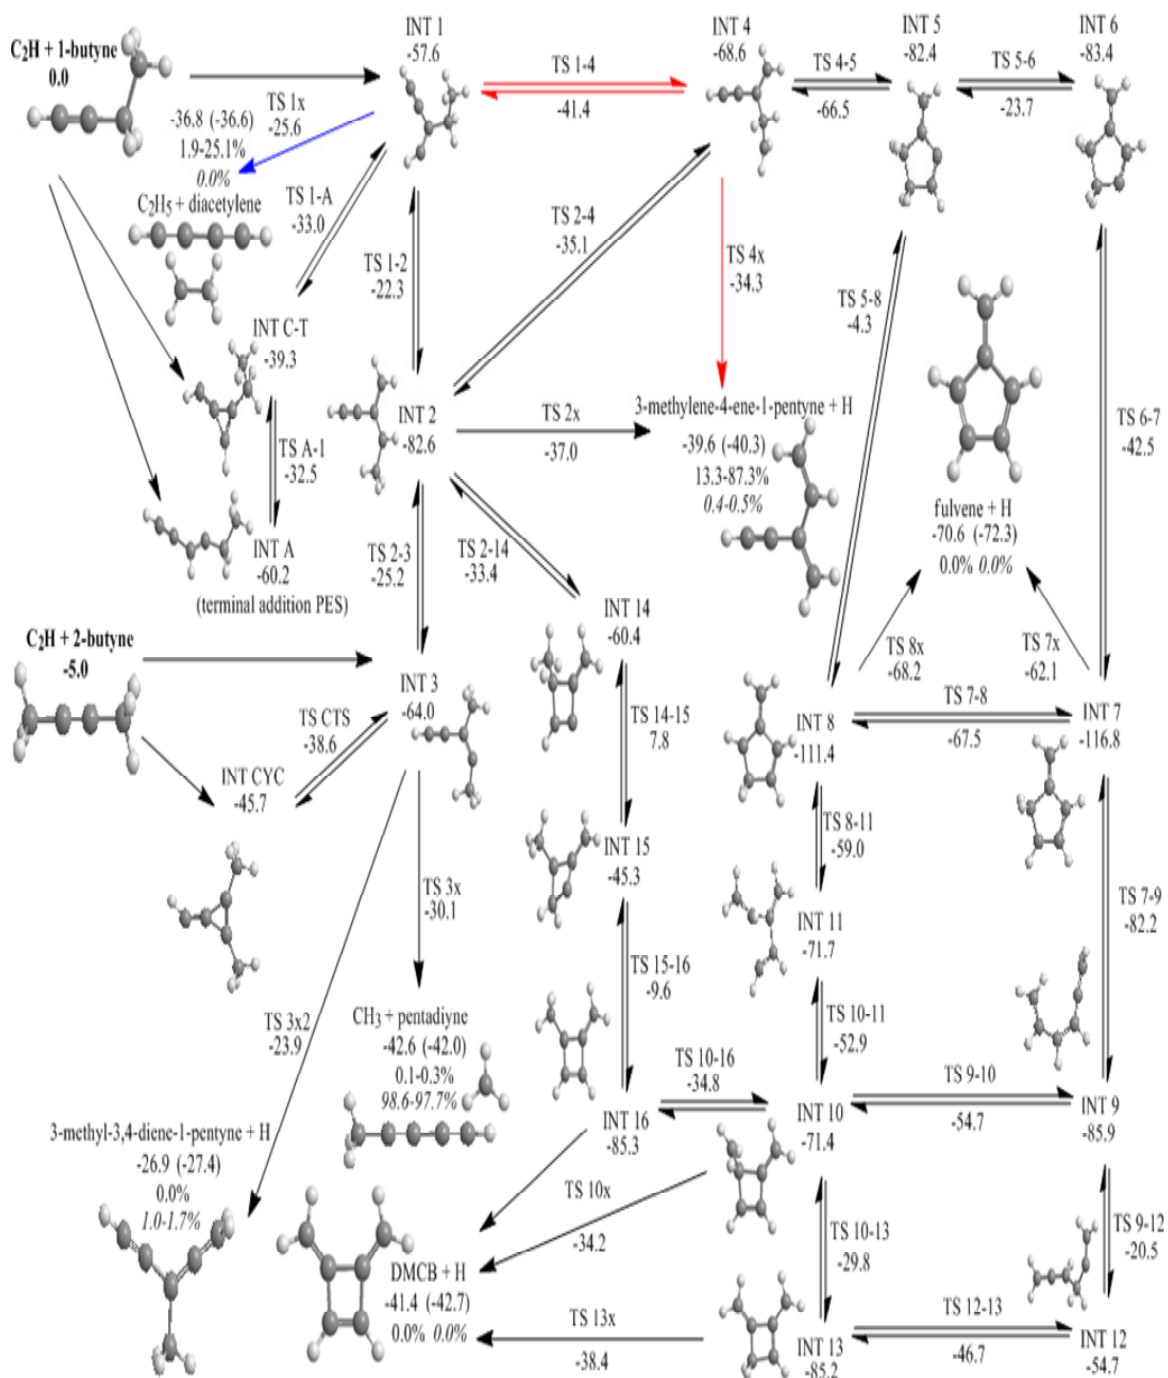 C₂H + 1-butyne
0.0
TS 1x
-25.6
-36.8 (-36.6)
1.9-25.1%
0.0%
C₂H₅ + diacetylene
INT 1
-57.6
TS 1-4
-41.4
INT 4
-68.6
TS 4-5
-66.5
INT 5
-82.4
TS 5-6
-23.7
INT 6
-83.4
TS 1-A
-33.0
TS 1-2
-22.3
TS 2-4
-35.1
TS 4x
-34.3
TS 5-8
-4.3
INT C-T
-39.3
TS A-1
-32.5
INT A
-60.2
(terminal addition PES)
INT 2
-82.6
TS 2x
-37.0
3-methylene-4-ene-1-pentyne + H
-39.6 (-40.3)
13.3-87.3%
0.4-0.5%
TS 6-7
-42.5
fulvene + H
-70.6 (-72.3)
0.0% 0.0%
TS 2-3
-25.2
TS 2-14
-33.4
C₂H + 2-butyne
-5.0
INT 3
-64.0
TS CTS
-38.6
INT CYC
-45.7
INT 14
-60.4
TS 14-15
7.8
TS 8x
-68.2
TS 7x
-62.1
INT 8
-111.4
TS 7-8
-67.5
INT 7
-116.8
TS 3x
-30.1
INT 15
-45.3
TS 8-11
-59.0
TS 7-9
-82.2
INT 11
-71.7
TS 3x2
-23.9
TS 15-16
-9.6
TS 10-11
-52.9
CH₃ + pentadiyne
-42.6 (-42.0)
0.1-0.3%
98.6-97.7%
TS 10-16
-34.8
INT 16
-85.3
INT 10
-71.4
TS 9-10
-54.7
INT 9
-85.9
3-methyl-3,4-diene-1-pentyne + H
-26.9 (-27.4)
0.0%
1.0-1.7%
TS 10x
-34.2
TS 10-13
-29.8
TS 9-12
-20.5
DMCB + H
-41.4 (-42.7)
0.0% 0.0%
TS 13x
-38.4
INT 13
-85.2
TS 12-13
-46.7
INT 12
-54.7